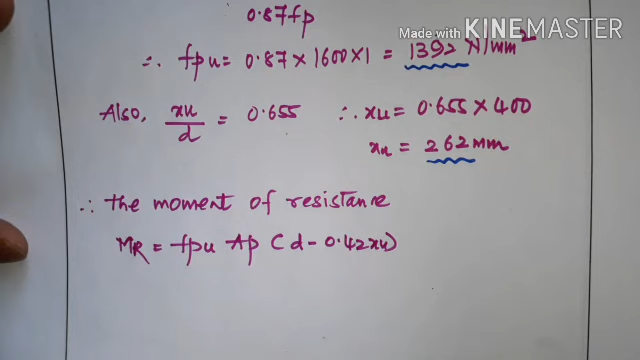 0.87fp
Made with KINEMASTER
∴ fpu = 0.87 × 1600 × 1 = 1392 N/mm²
Also, xu/d = 0.655 ∴ xu = 0.655 × 400
xu = 262 mm
∴ the moment of resistance
MR = fpu Ap (d - 0.42xu)